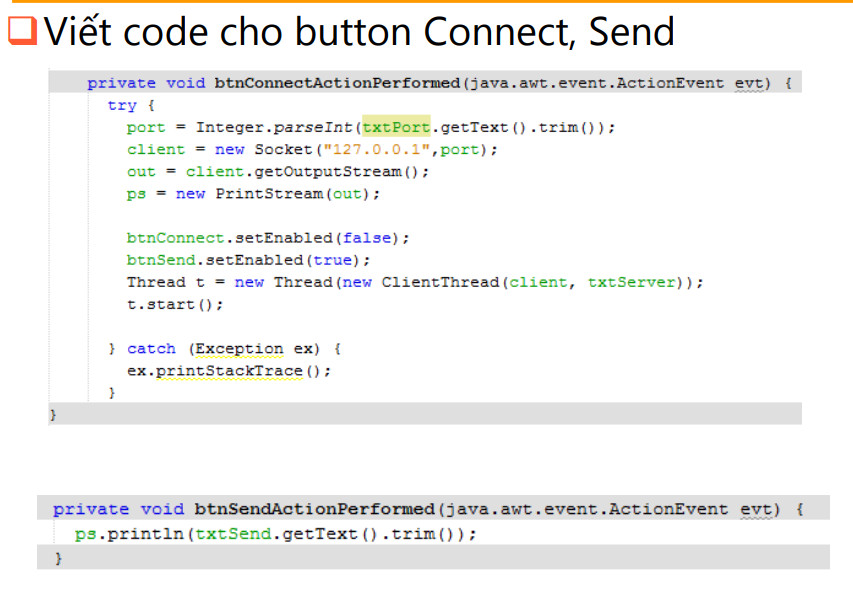 Viết code cho button Connect, Send
private void btnConnectActionPerformed(java.awt.event.ActionEvent evt) {
try {
port = Integer.parseInt(txtPort.getText().trim());
client = new Socket("127.0.0.1",port);
out = client.getOutputStream();
ps = new PrintStream(out);
btnConnect.setEnabled(false);
btnSend.setEnabled(true);
Thread t = new Thread(new ClientThread(client, txtServer));
t.start();
} catch (Exception ex) {
ex.printStackTrace();
}
}
private void btnSendActionPerformed(java.awt.event.ActionEvent evt) {
ps.println(txtSend.getText().trim());
}